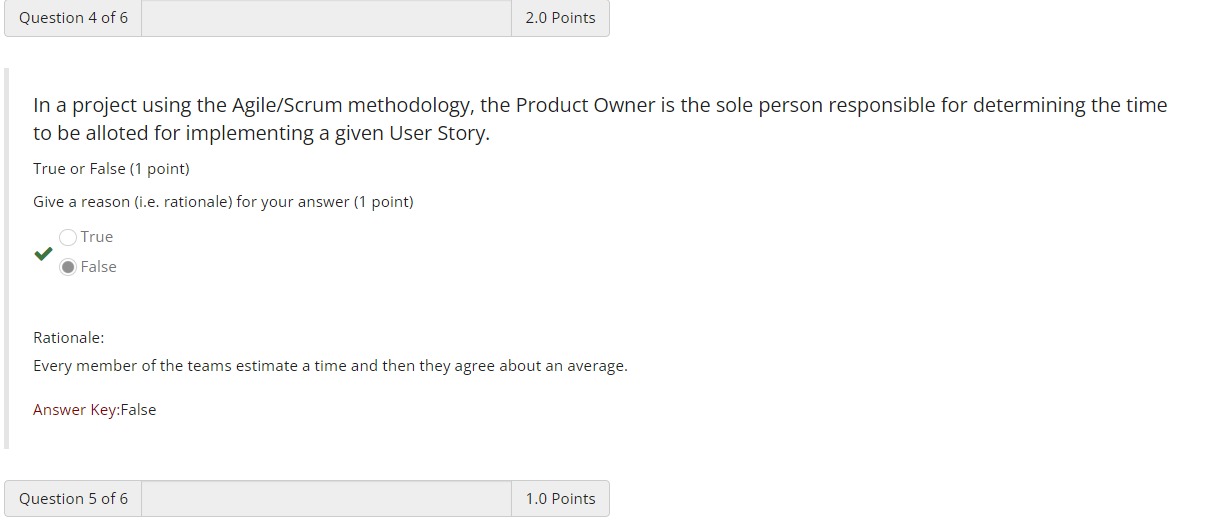 Question 4 of 6
2.0 Points
In a project using the Agile/Scrum methodology, the Product Owner is the sole person responsible for determining the time
to be alloted for implementing a given User Story.
True or False (1 point)
Give a reason (i.e. rationale) for your answer (1 point)
True
False
Rationale:
Every member of the teams estimate a time and then they agree about an average.
Answer Key:False
Question 5 of 6
1.0 Points